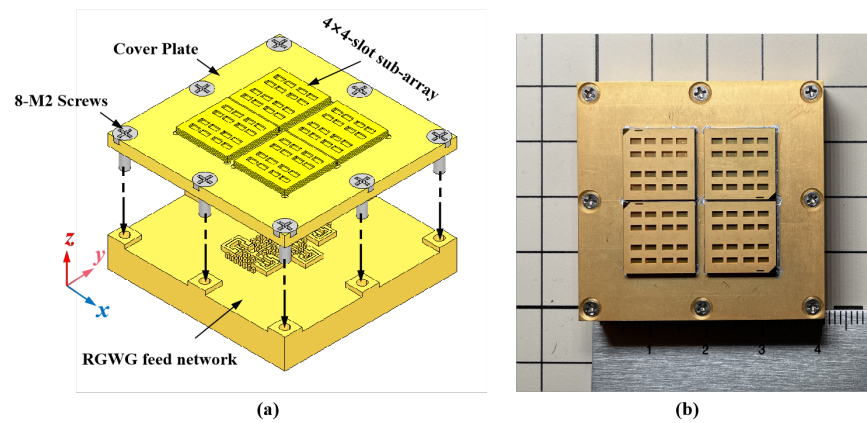 4×4-slot sub-array
Cover Plate
8-M2 Screws
z
y
x
RGWG feed network
1 2 3 4
(a) (b)